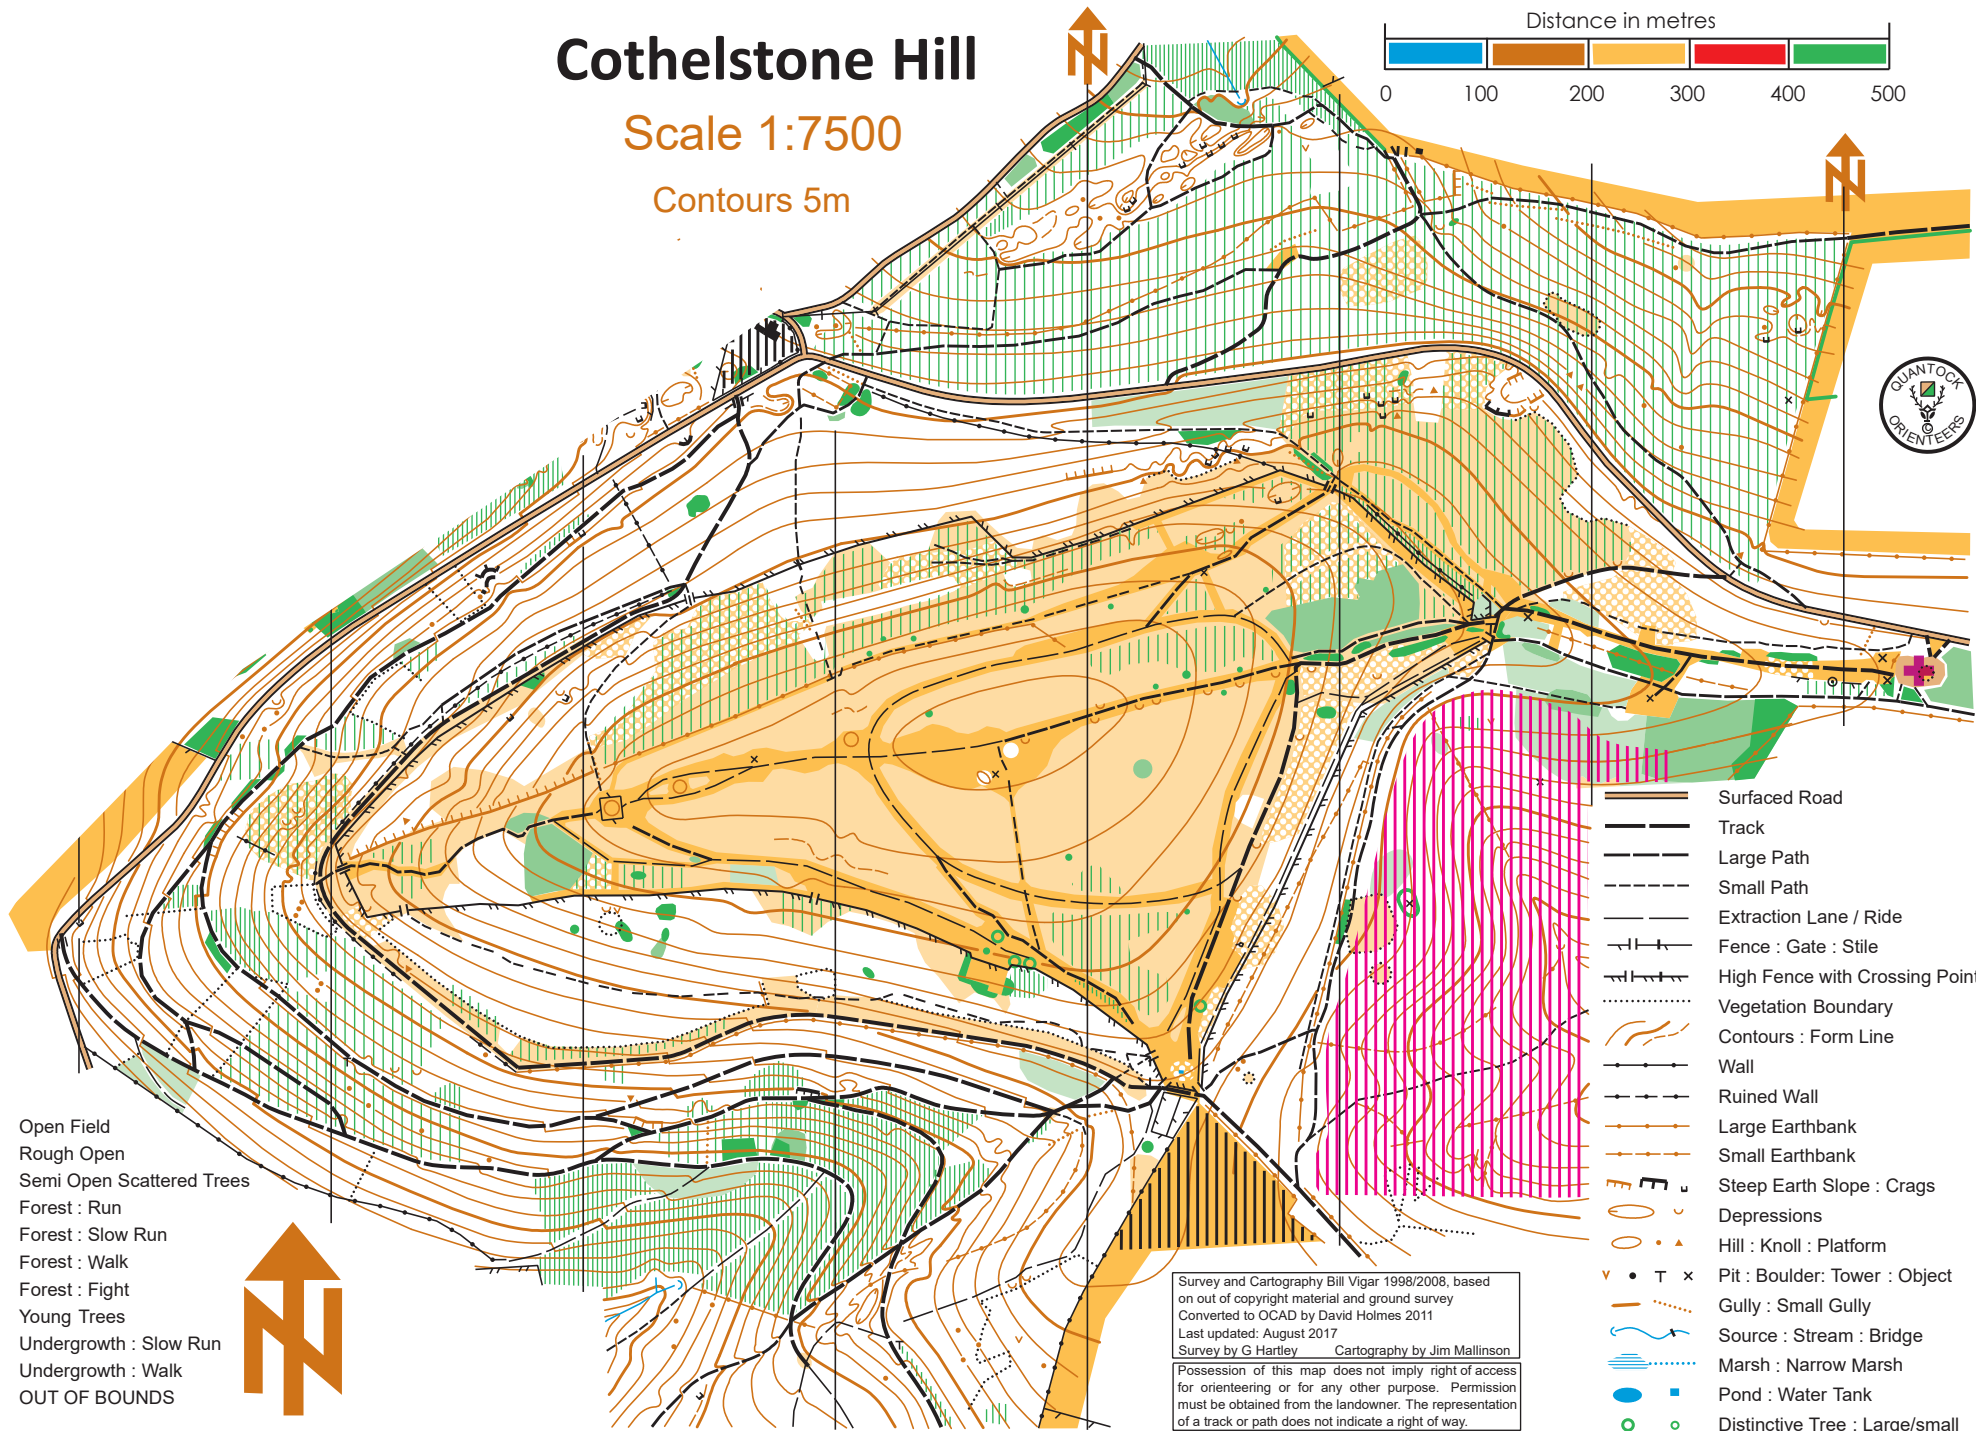 Cothelstone Hill
Scale 1:7500
Contours 5m
N
N
Distance in metres
0 100 200 300 400 500
QUANTOCK
ORIENTEERS
Surfaced Road
Track
Large Path
Small Path
Extraction Lane / Ride
Fence : Gate : Stile
High Fence with Crossing Point
Vegetation Boundary
Contours : Form Line
Wall
Ruined Wall
Large Earthbank
Small Earthbank
Steep Earth Slope : Crags
Depressions
Hill : Knoll : Platform
Pit : Boulder: Tower : Object
Gully : Small Gully
Source : Stream : Bridge
Marsh : Narrow Marsh
Pond : Water Tank
Distinctive Tree : Large/small
Open Field
Rough Open
Semi Open Scattered Trees
Forest : Run
Forest : Slow Run
Forest : Walk
Forest : Fight
Young Trees
Undergrowth : Slow Run
Undergrowth : Walk
OUT OF BOUNDS
N
Survey and Cartography Bill Vigar 1998/2008, based
on out of copyright material and ground survey
Converted to OCAD by David Holmes 2011
Last updated: August 2017
Survey by G Hartley Cartography by Jim Mallinson
Possession of this map does not imply right of access
for orienteering or for any other purpose. Permission
must be obtained from the landowner. The representation
of a track or path does not indicate a right of way.